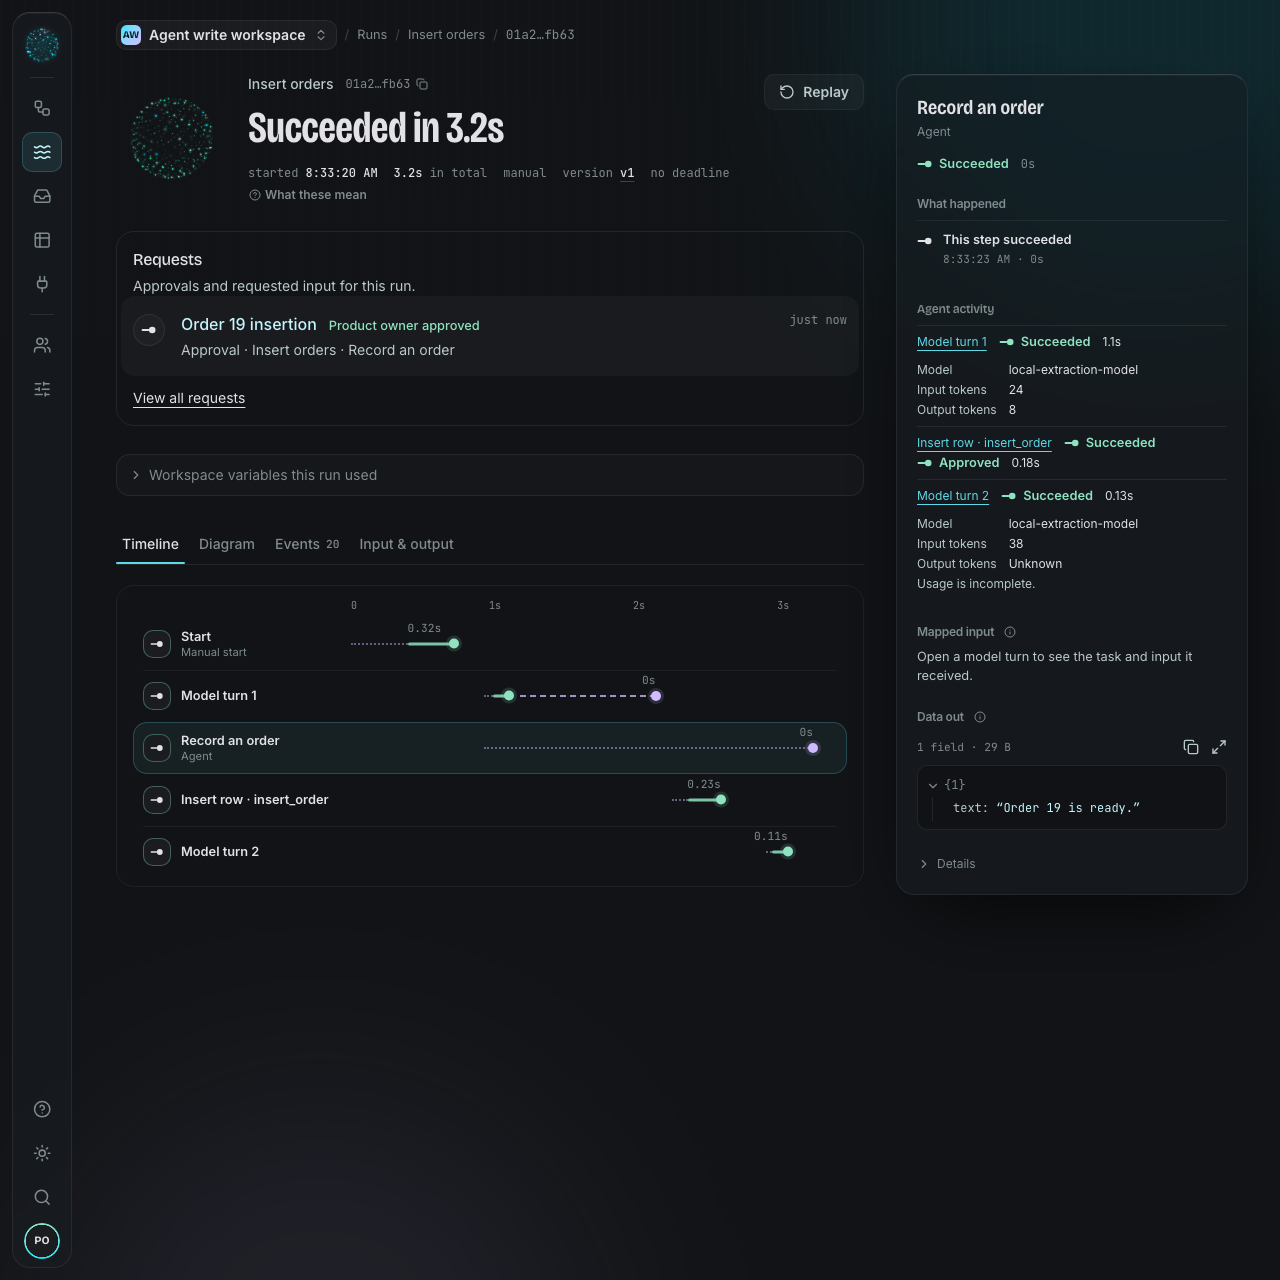 AW Agent write workspace / Runs / Insert orders / 01a2…fb63
Insert orders 01a2…fb63
Replay
Succeeded in 3.2s
started 8:33:20 AM 3.2s in total manual version v1 no deadline
What these mean
Requests
Approvals and requested input for this run.
Order 19 insertion Product owner approved just now
Approval · Insert orders · Record an order
View all requests
Workspace variables this run used
Timeline Diagram Events 20 Input & output
0 1s 2s 3s
0.32s
Start
Manual start
0s
Model turn 1
0s
Record an order
Agent
0.23s
Insert row · insert_order
0.11s
Model turn 2
PO
Record an order
Agent
Succeeded 0s
What happened
This step succeeded
8:33:23 AM · 0s
Agent activity
Model turn 1 Succeeded 1.1s
Model local-extraction-model
Input tokens 24
Output tokens 8
Insert row · insert_order Succeeded
Approved 0.18s
Model turn 2 Succeeded 0.13s
Model local-extraction-model
Input tokens 38
Output tokens Unknown
Usage is incomplete.
Mapped input
Open a model turn to see the task and input it
received.
Data out
1 field · 29 B
{1}
text: “Order 19 is ready.”
Details